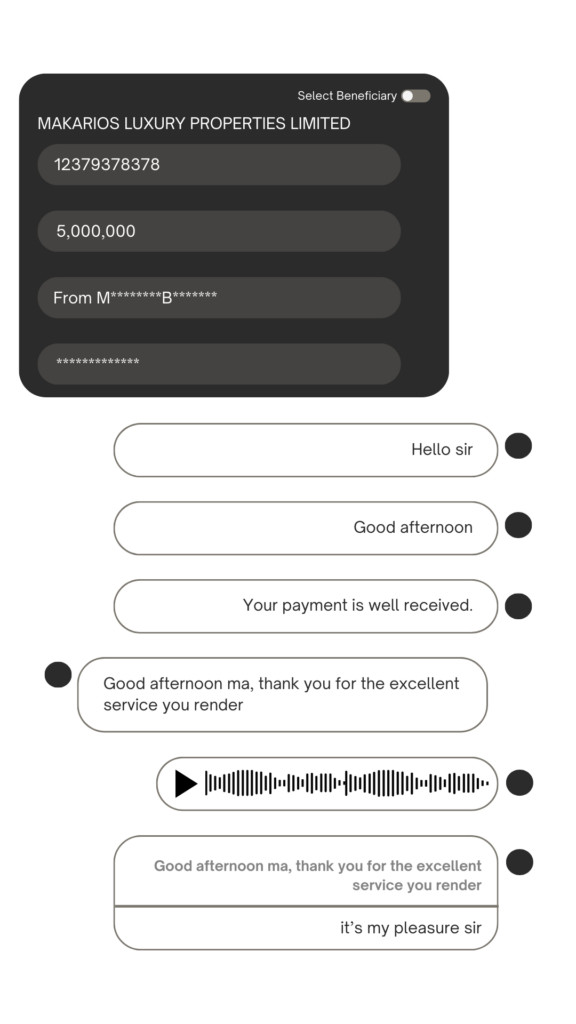 Select Beneficiary
MAKARIOS LUXURY PROPERTIES LIMITED
12379378378
5,000,000
From M********B*******
*************
Hello sir
Good afternoon
Your payment is well received.
Good afternoon ma, thank you for the excellent
service you render
Good afternoon ma, thank you for the excellent
service you render
it's my pleasure sir